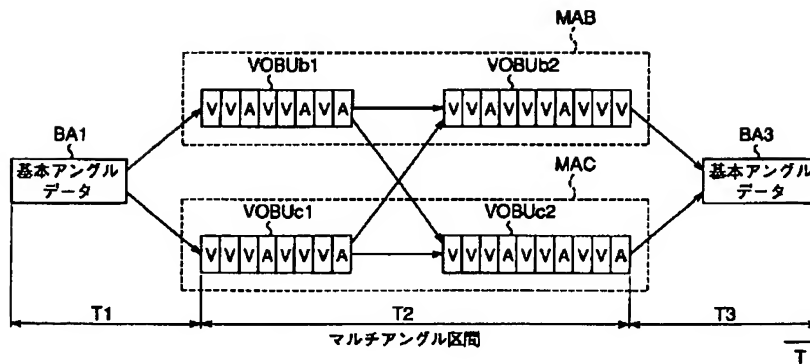 MAB
VOBUb1 VOBUb2
V V A V V A V A V V A V V V A V V V
BA1 BA3
基本アングル
データ
基本アングル
データ
MAC
VOBUc1 VOBUc2
V V V A V V V A V V V A V V A V V A
T1 T2 T3
マルチアングル区間
T